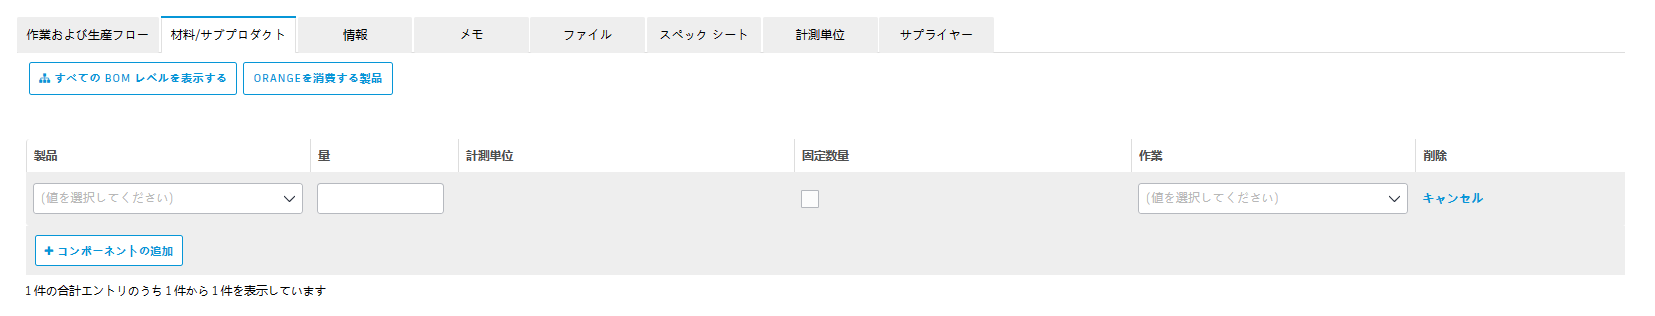 作業および生産フロー 材料/サブプロダクト 情報 メモ ファイル スペック シート 計測単位 サプライヤー
すべての BOM レベルを表示する ORANGEを消費する製品
製品 量 計測単位 固定数量 作業 削除
(値を選択してください) (値を選択してください) キャンセル
+ コンポーネントの追加
1 件の合計エントリのうち 1 件から 1 件を表示しています